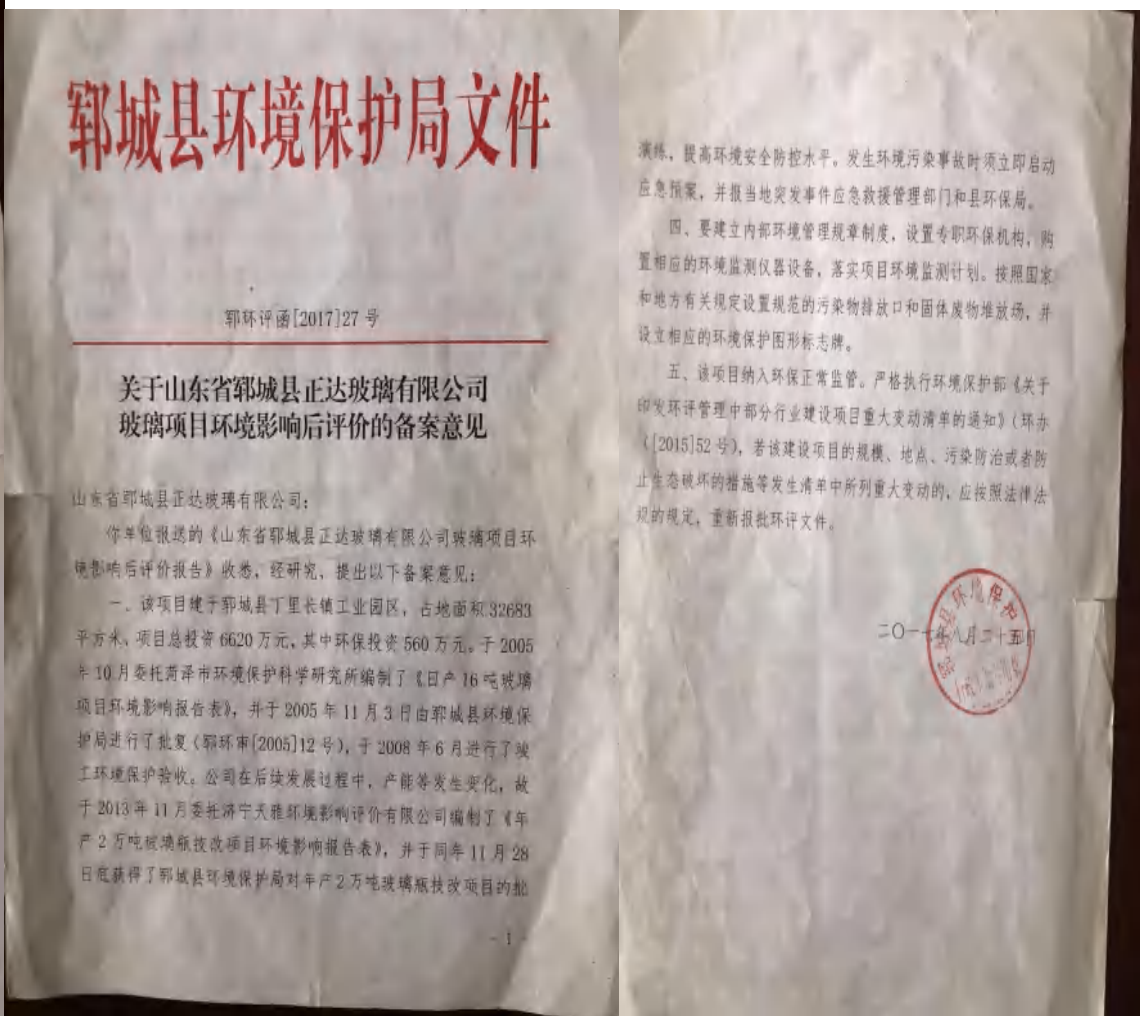 郓城县环境保护局文件
郓环评函[2017]27号
关于山东省郓城县正达玻璃有限公司
玻璃项目环境影响后评价的备案意见
山东省郓城县正达玻璃有限公司：
你单位报送的《山东省郓城县正达玻璃有限公司玻璃项目环
境影响后评价报告》收悉，经研究，提出以下备案意见：
一、该项目建于郓城县丁里长镇工业园区，占地面积32683
平方米，项目总投资6620万元，其中环保投资560万元。于2005
年10月委托菏泽市环境保护科学研究所编制了《日产16吨玻璃
项目环境影响报告表》，并于2005年11月3日由郓城县环境保
护局进行了批复（郓环审[2005]12号），于2008年6月进行了竣
工环境保护验收。公司在后续发展过程中，产能等发生变化，故
于2013年11月委托济宁天雅环境影响评价有限公司编制了《年
产2万吨玻璃瓶技改项目环境影响报告表》，并于同年11月28
日取获得了郓城县环境保护局对年产2万吨玻璃瓶技改项目的批
- 1 -
演练，提高环境安全防控水平。发生环境污染事故时须立即启动
应急预案，并报当地突发事件应急救援管理部门和县环保局。
四、要建立内部环境管理规章制度，设置专职环保机构，购
置相应的环境监测仪器设备，落实项目环境监测计划。按照国家
和地方有关规定设置规范的污染物排放口和固体废物堆放场，并
设立相应的环境保护图形标志牌。
五、该项目纳入环保正常监管。严格执行环境保护部《关于
印发环评管理中部分行业建设项目重大变动清单的通知》（环办
（[2015]52号），若该建设项目的规模、地点、污染防治或者防
止生态破坏的措施等发生清单中所列重大变动的，应按照法律法
规的规定，重新报批环评文件。
二〇一七年八月二十五日
郓城县环境保护